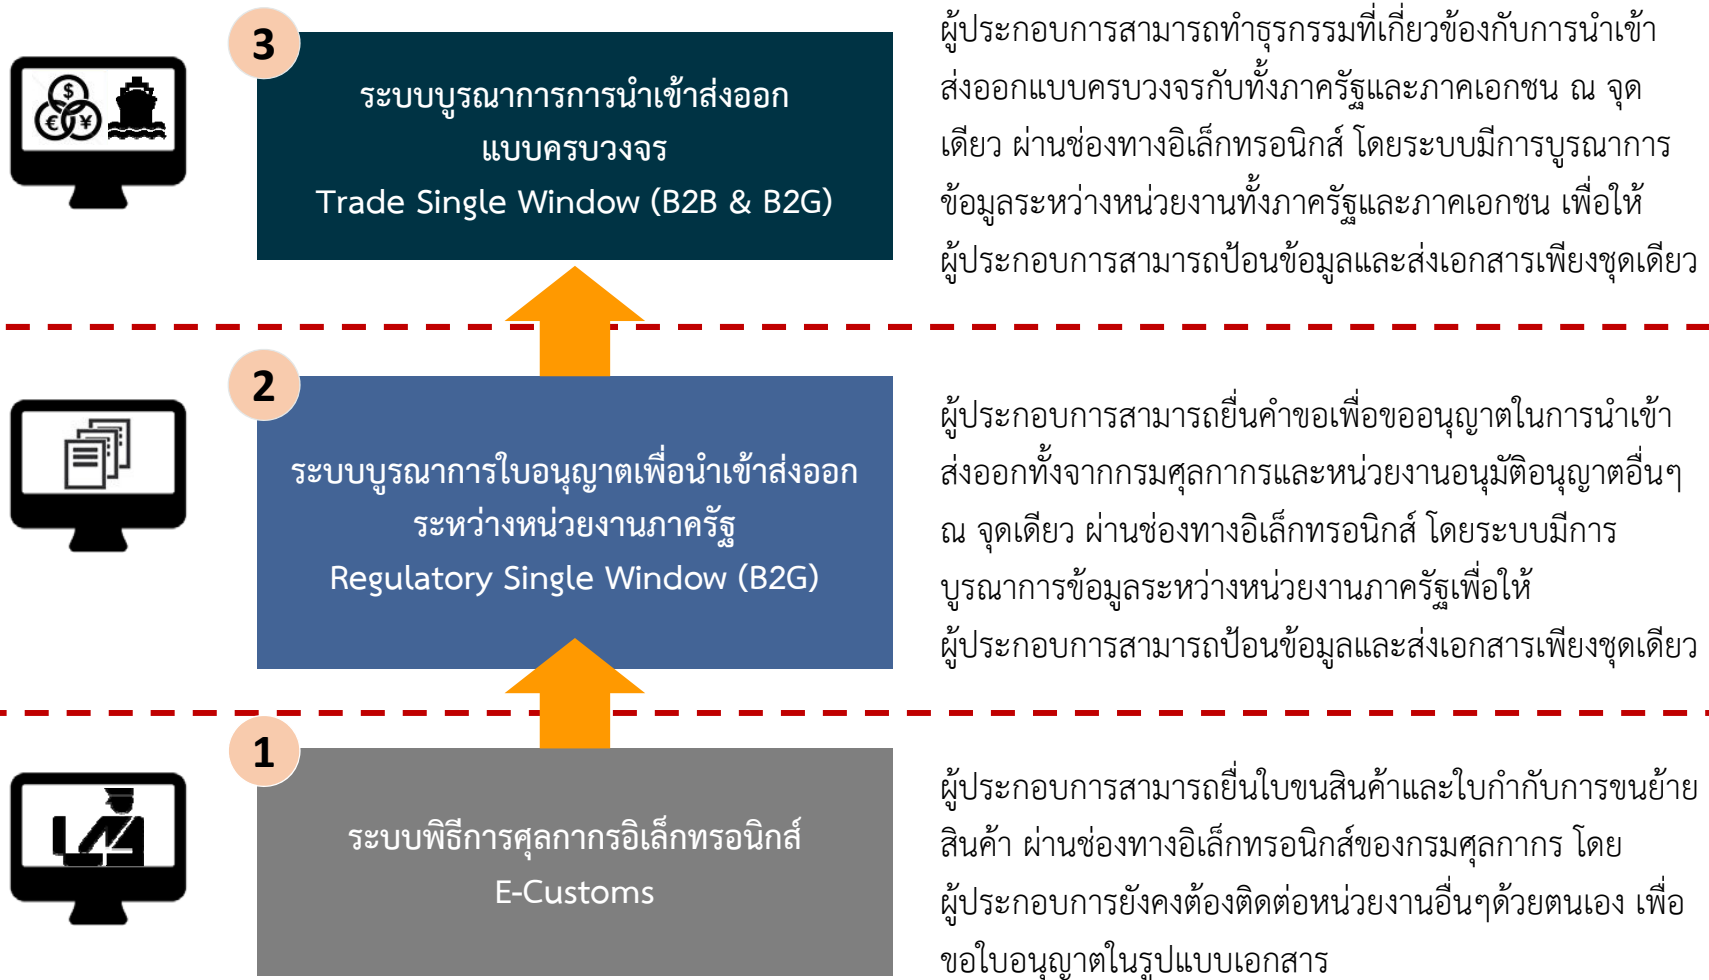 3
ระบบบูรณาการการนำเข้าส่งออก
แบบครบวงจร
Trade Single Window (B2B & B2G)
ผู้ประกอบการสามารถทำธุรกรรมที่เกี่ยวข้องกับการนำเข้า
ส่งออกแบบครบวงจรกับทั้งภาครัฐและภาคเอกชน ณ จุด
เดียว ผ่านช่องทางอิเล็กทรอนิกส์ โดยระบบมีการบูรณาการ
ข้อมูลระหว่างหน่วยงานทั้งภาครัฐและภาคเอกชน เพื่อให้
ผู้ประกอบการสามารถป้อนข้อมูลและส่งเอกสารเพียงชุดเดียว
$
€ ¥
2
ระบบบูรณาการใบอนุญาตเพื่อนำเข้าส่งออก
ระหว่างหน่วยงานภาครัฐ
Regulatory Single Window (B2G)
ผู้ประกอบการสามารถยื่นคำขอเพื่อขออนุญาตในการนำเข้า
ส่งออกทั้งจากกรมศุลกากรและหน่วยงานอนุมัติอนุญาตอื่นๆ
ณ จุดเดียว ผ่านช่องทางอิเล็กทรอนิกส์ โดยระบบมีการ
บูรณาการข้อมูลระหว่างหน่วยงานภาครัฐเพื่อให้
ผู้ประกอบการสามารถป้อนข้อมูลและส่งเอกสารเพียงชุดเดียว
1
ระบบพิธีการศุลกากรอิเล็กทรอนิกส์
E-Customs
ผู้ประกอบการสามารถยื่นใบขนสินค้าและใบกำกับการขนย้าย
สินค้า ผ่านช่องทางอิเล็กทรอนิกส์ของกรมศุลกากร โดย
ผู้ประกอบการยังคงต้องติดต่อหน่วยงานอื่นๆด้วยตนเอง เพื่อ
ขอใบอนุญาตในรูปแบบเอกสาร